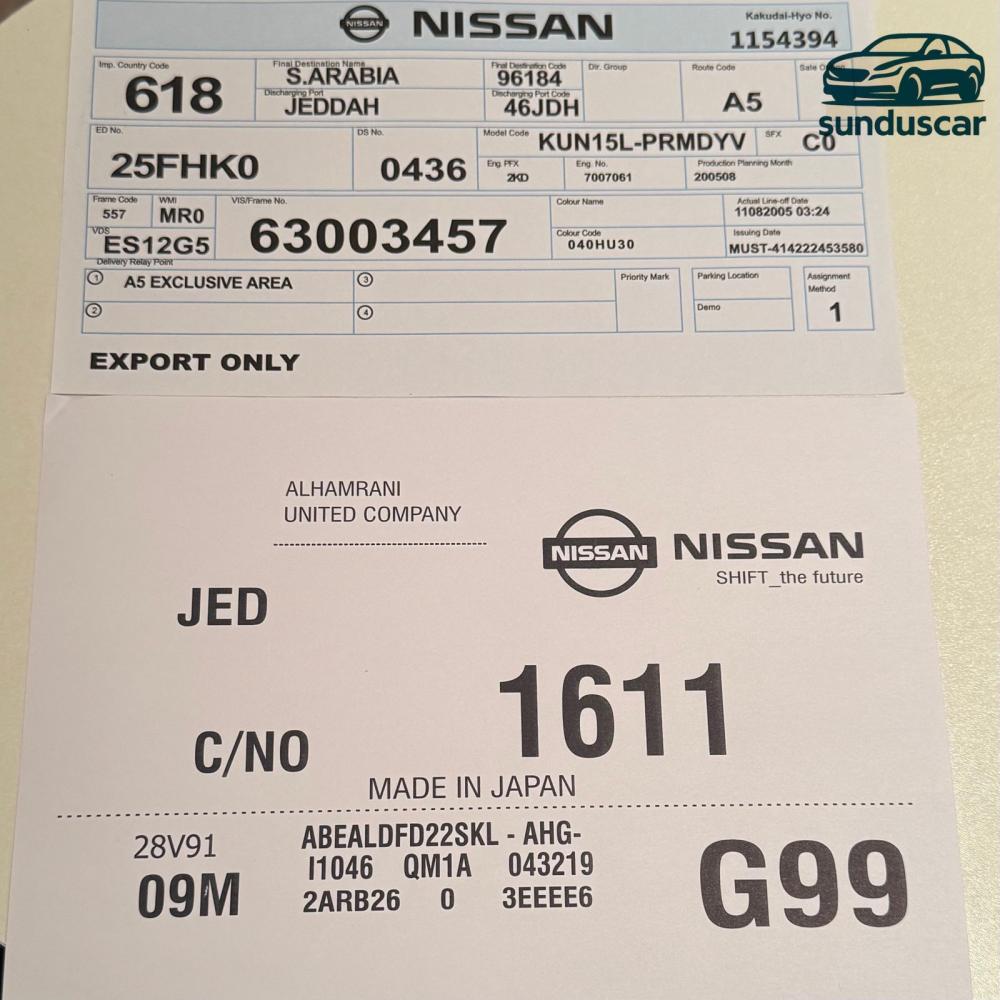 NISSAN NISSAN
Kakudai-Hyo No.
1154394
sunduscar
Imp. Country Code
618
Final Destination Name
S.ARABIA
Discharging Port
JEDDAH
Final Destination Code
96184
Discharging Port Code
46JDH
Dir. Group
Route Code
A5
ED No.
25FHK0
DS No.
0436
Model Code
KUN15L-PRMDYV
SFX
C0
Eng. PFX
2KD
Eng. No.
7007061
Production Planning Month
200508
Frame Code
557
WMI
MR0
VDS
ES12G5
VIS/Frame No.
63003457
Colour Name
Colour Code
040HU30
Actual Line-off Date
11082005 03:24
Issuing Date
MUST-414222453580
Delivery Relay Point
1 A5 EXCLUSIVE AREA
2
3
4
Priority Mark
Parking Location
Demo
Assignment
Method
1
EXPORT ONLY
ALHAMRANI
UNITED COMPANY
NISSAN NISSAN
SHIFT_the future
JED
C/NO
1611
MADE IN JAPAN
28V91
09M
ABEALDFD22SKL - AHG-
I1046 QM1A 043219
2ARB26 0 3EEEE6
G99